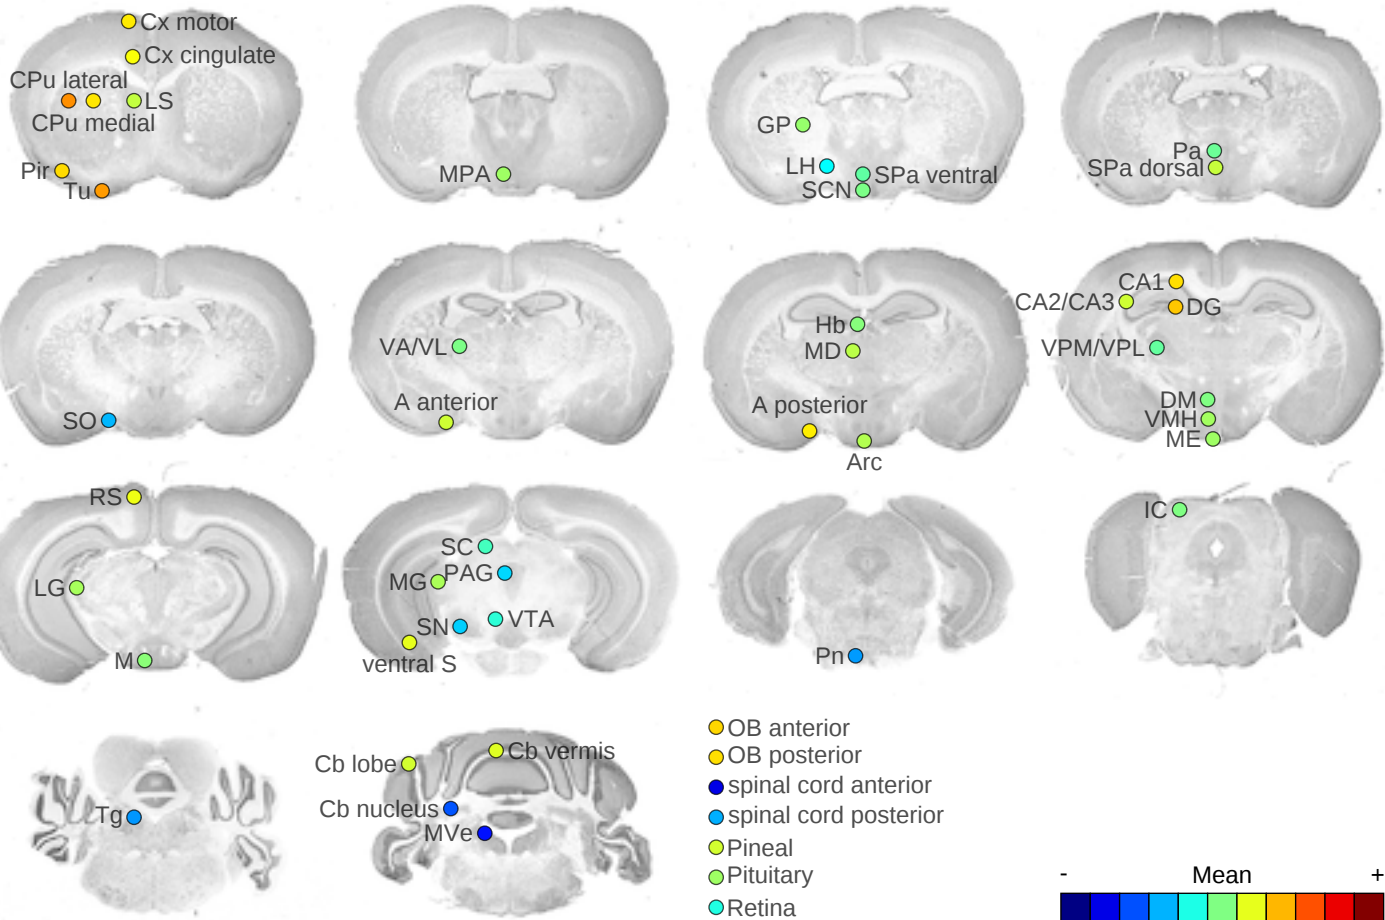 Cx motor
Cx cingulate
CPu lateral
LS
CPu medial
Pir
Tu
MPA
GP
LH
SPa ventral
SCN
Pa
SPa dorsal
SO
VA/VL
A anterior
Hb
MD
A posterior
Arc
CA1
CA2/CA3
DG
VPM/VPL
DM
VMH
ME
RS
LG
M
SC
MG
PAG
SN
VTA
ventral S
Pn
IC
Tg
Cb lobe
Cb vermis
Cb nucleus
MVe
OB anterior
OB posterior
spinal cord anterior
spinal cord posterior
Pineal
Pituitary
Retina
- Mean +